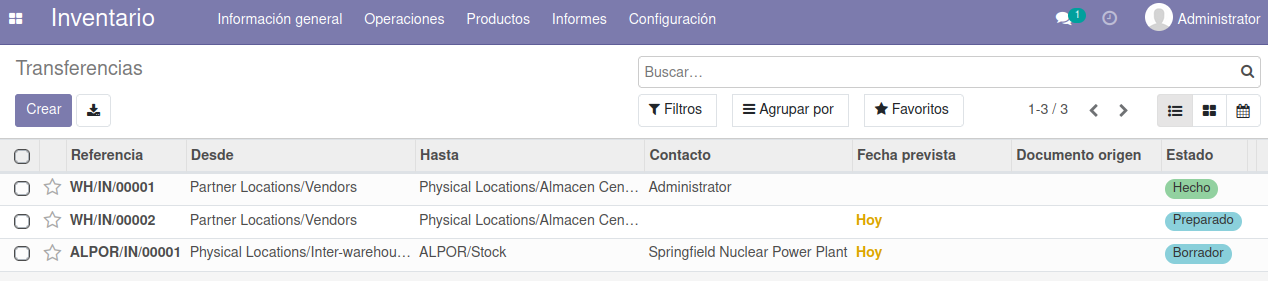 Inventario Información general Operaciones Productos Informes Configuración 1 Administrator
Transferencias Buscar...
Crear Filtros Agrupar por Favoritos 1-3 / 3
Referencia Desde Hasta Contacto Fecha prevista Documento origen Estado
WH/IN/00001 Partner Locations/Vendors Physical Locations/Almacen Cen... Administrator Hecho
WH/IN/00002 Partner Locations/Vendors Physical Locations/Almacen Cen... Hoy Preparado
ALPOR/IN/00001 Physical Locations/Inter-warehou... ALPOR/Stock Springfield Nuclear Power Plant Hoy Borrador